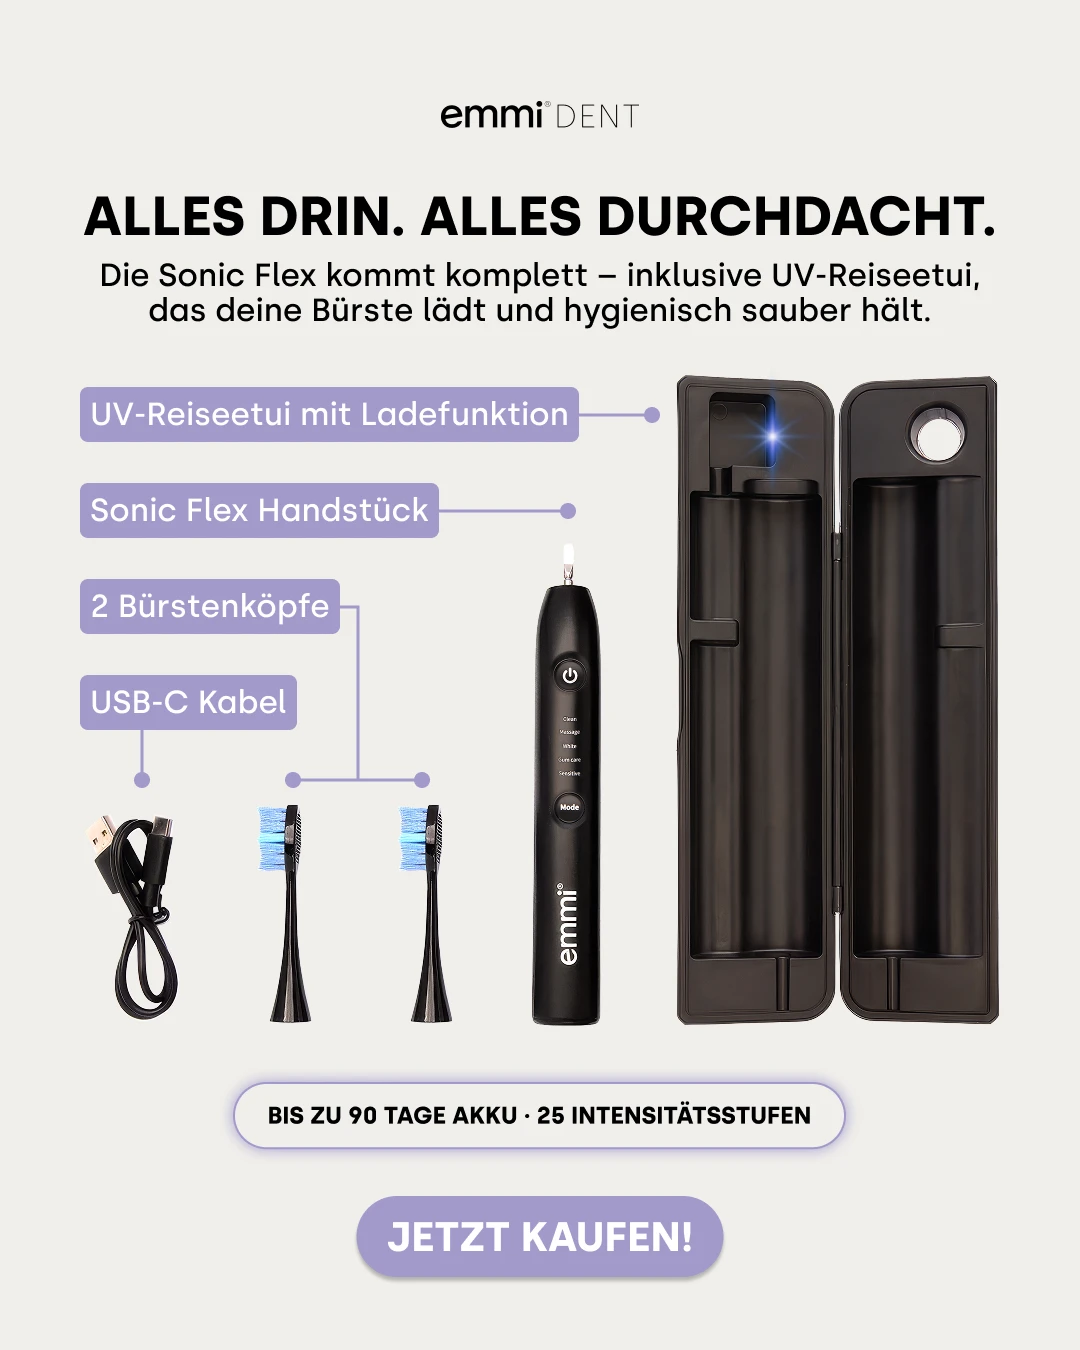 emmi® DENT
ALLES DRIN. ALLES DURCHDACHT.
Die Sonic Flex kommt komplett – inklusive UV-Reiseetui,
das deine Bürste lädt und hygienisch sauber hält.
UV-Reiseetui mit Ladefunktion
Sonic Flex Handstück
2 Bürstenköpfe
USB-C Kabel
Clean
Massage
White
Gum care
Sensitive
Mode
emmi®
BIS ZU 90 TAGE AKKU · 25 INTENSITÄTSSTUFEN
JETZT KAUFEN!